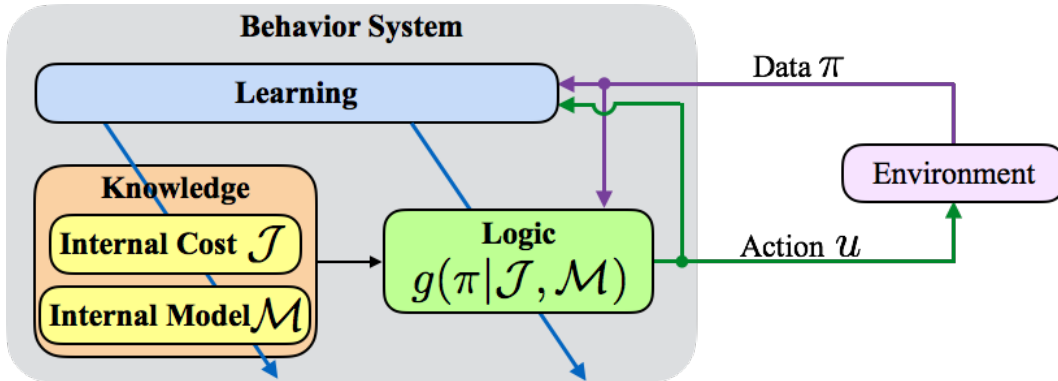 Behavior System
Learning
Data π
Knowledge
Environment
Internal Cost 𝒥
Logic
Action u
g(π|𝒥, ℳ)
Internal Model ℳ